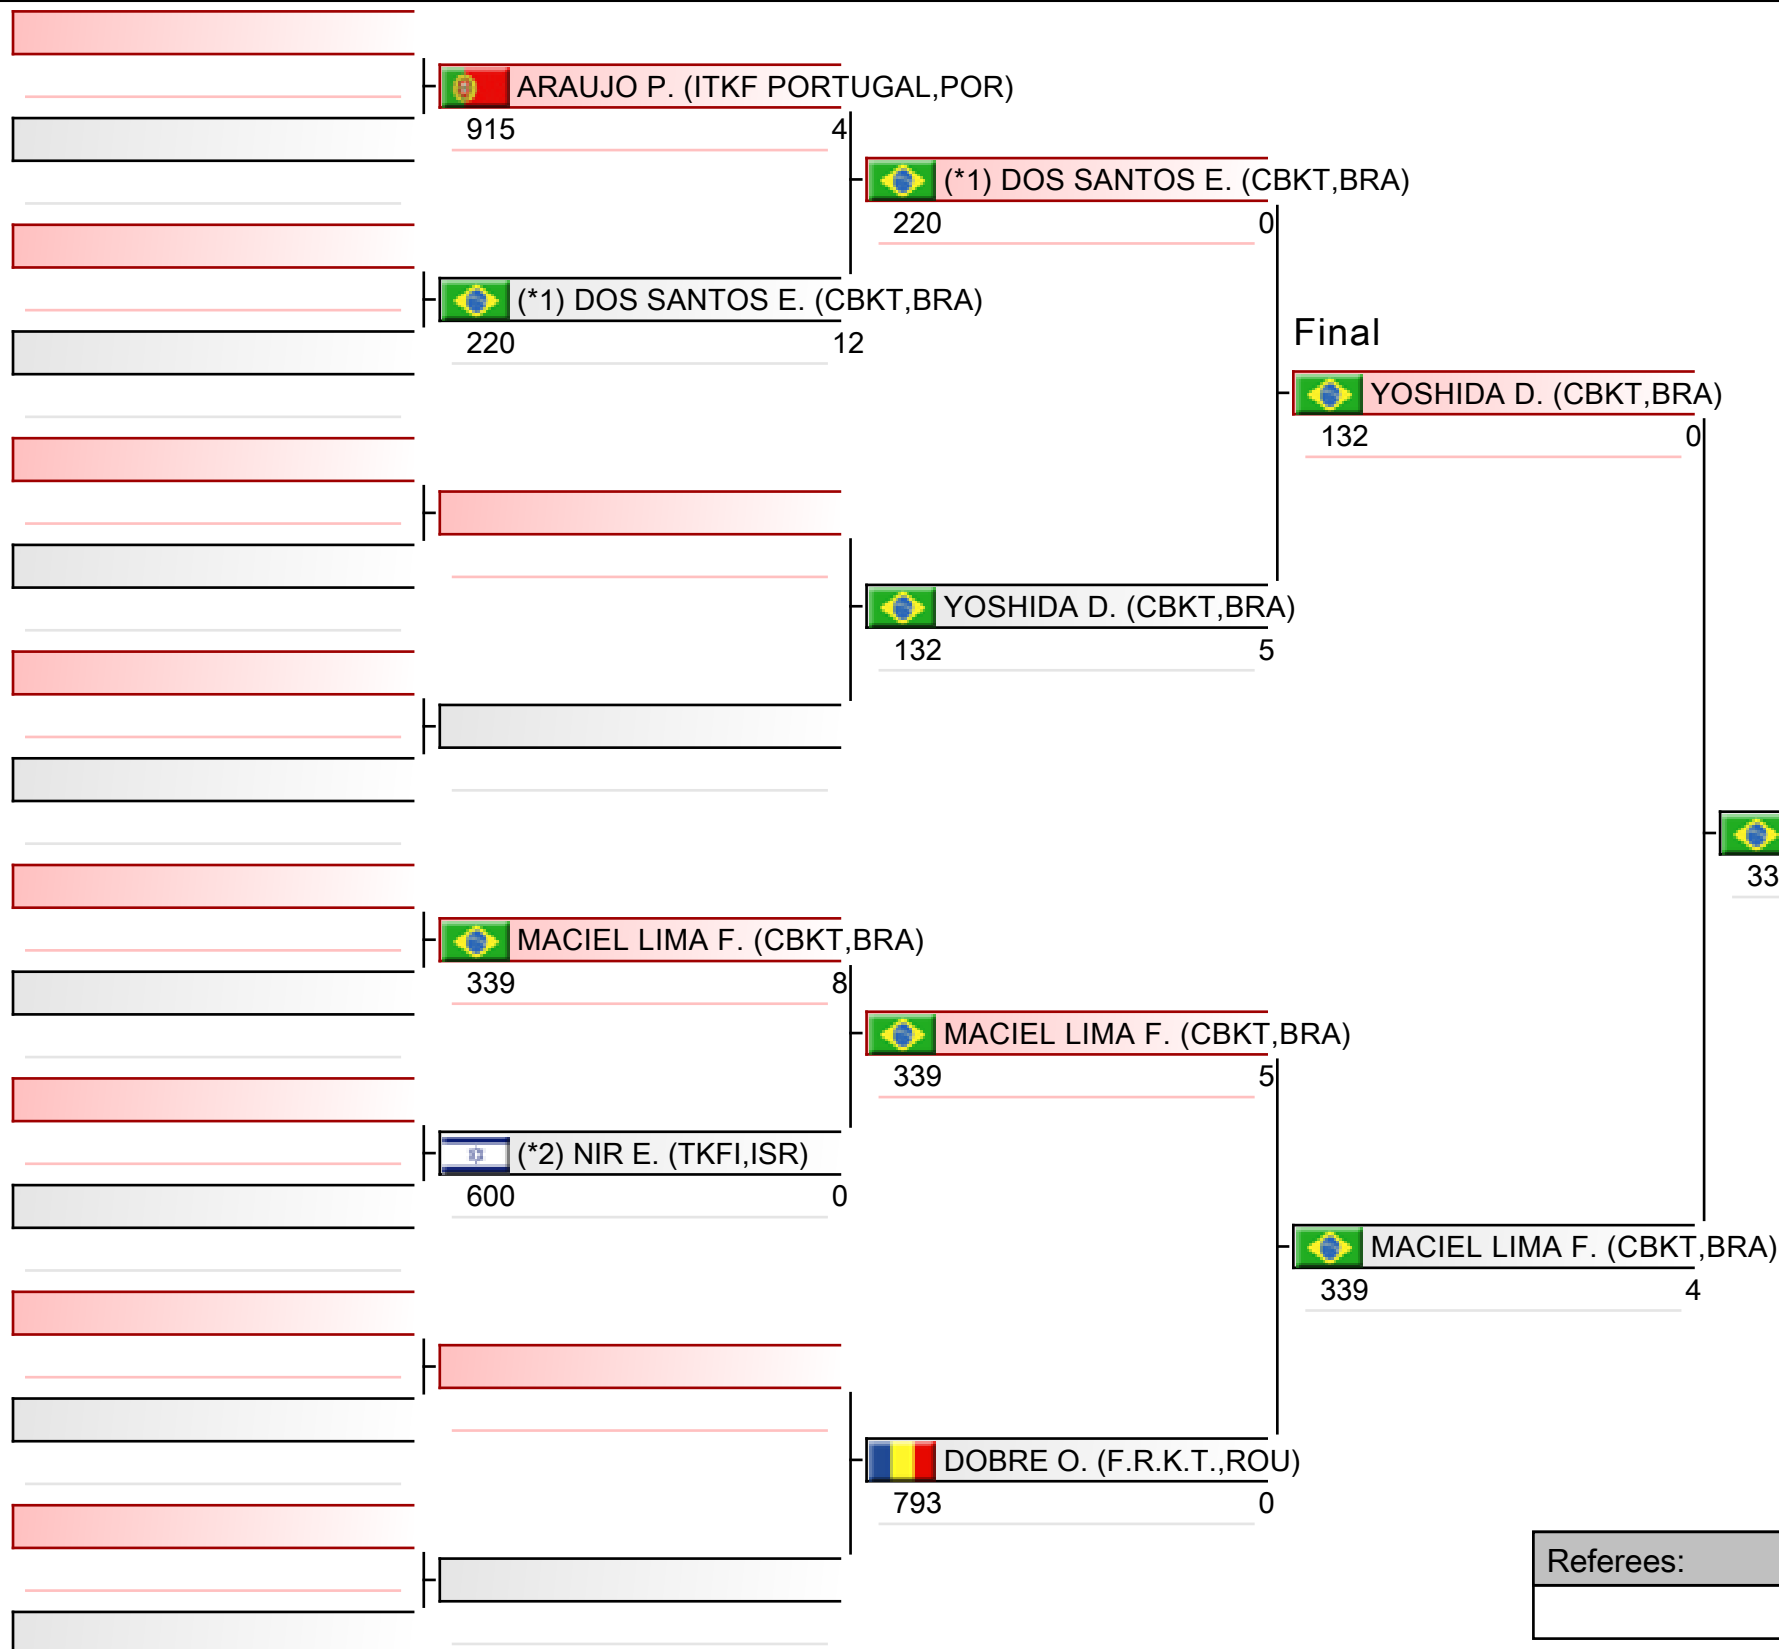 ARAUJO P. (ITKF PORTUGAL,POR)
915 4
(*1) DOS SANTOS E. (CBKT,BRA)
220 0
(*1) DOS SANTOS E. (CBKT,BRA)
220 12
Final
YOSHIDA D. (CBKT,BRA)
132 0
YOSHIDA D. (CBKT,BRA)
132 5
33
MACIEL LIMA F. (CBKT,BRA)
339 8
MACIEL LIMA F. (CBKT,BRA)
339 5
(*2) NIR E. (TKFI,ISR)
600 0
MACIEL LIMA F. (CBKT,BRA)
339 4
DOBRE O. (F.R.K.T.,ROU)
793 0
Referees: